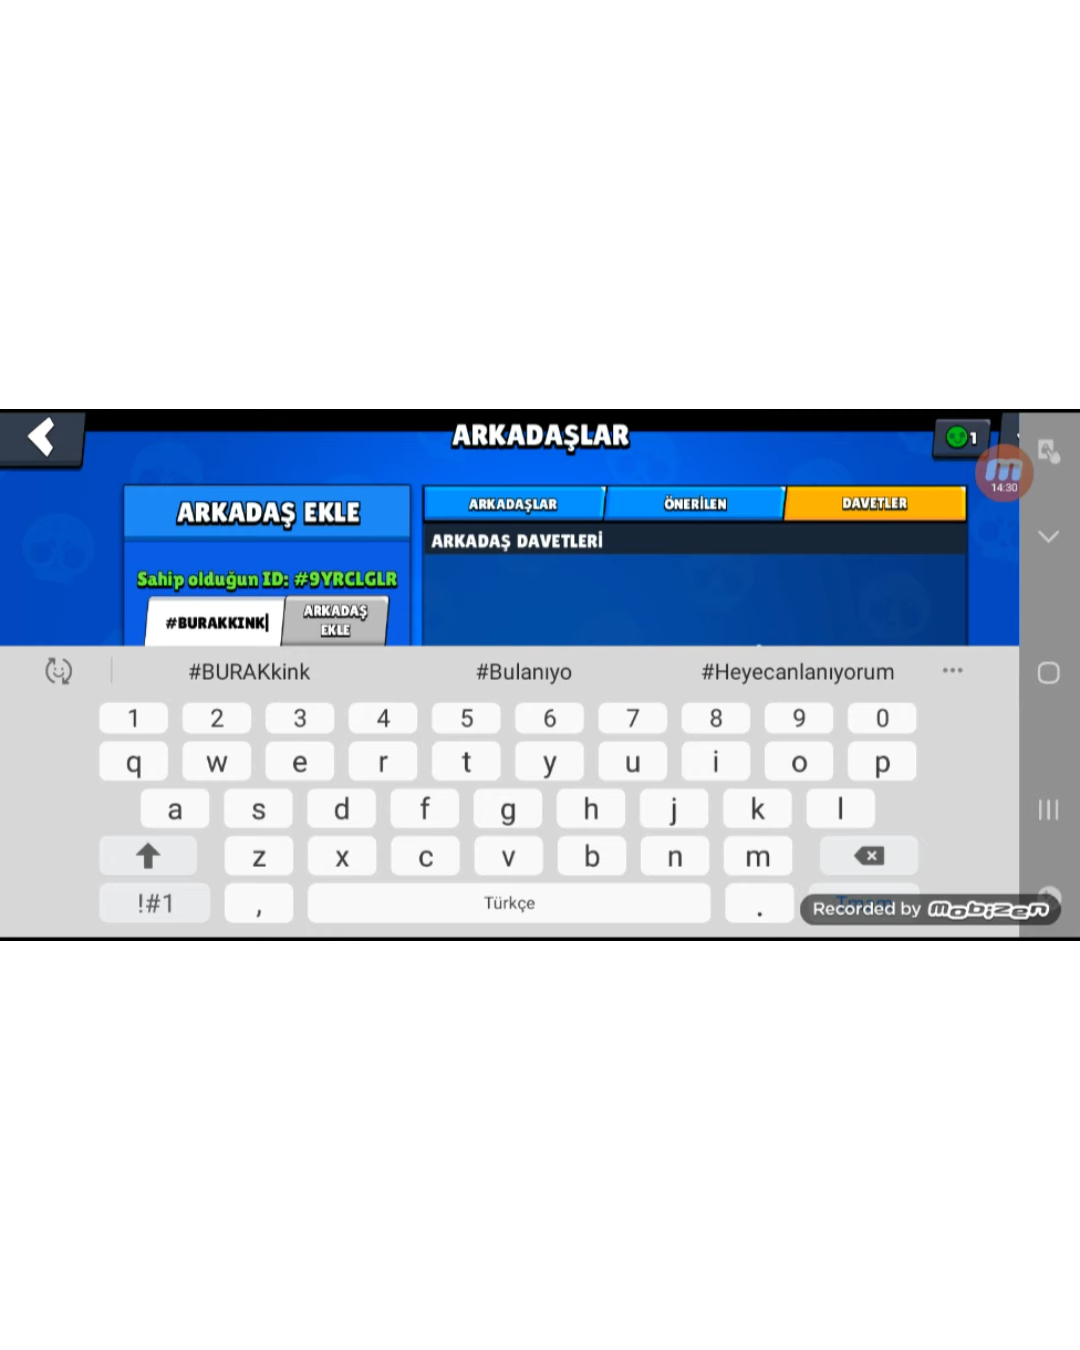 ARKADAŞLAR
1
14:30
ARKADAŞ EKLE
ARKADAŞLAR
ÖNERİLEN
DAVETLER
ARKADAŞ DAVETLERİ
Sahip olduğun ID: #9YRCLGLR
#BURAKKINK
ARKADAŞ
EKLE
#BURAKkink #Bulanıyo #Heyecanlanıyorum
1 2 3 4 5 6 7 8 9 0
q w e r t y u i o p
a s d f g h j k l
z x c v b n m
!#1 , Türkçe .
Recorded by mobizen